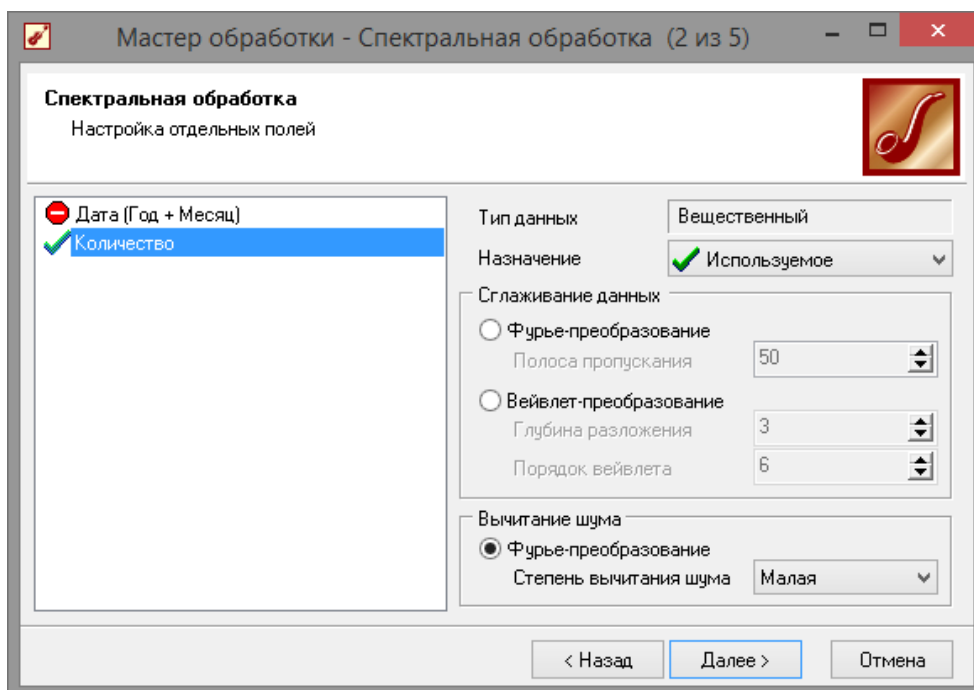 Мастер обработки - Спектральная обработка (2 из 5)
Спектральная обработка
Настройка отдельных полей
Дата (Год + Месяц)
Количество
Тип данных Вещественный
Назначение Используемое
Сглаживание данных
Фурье-преобразование
Полоса пропускания 50
Вейвлет-преобразование
Глубина разложения 3
Порядок вейвлета 6
Вычитание шума
Фурье-преобразование
Степень вычитания шума Малая
< Назад Далее > Отмена